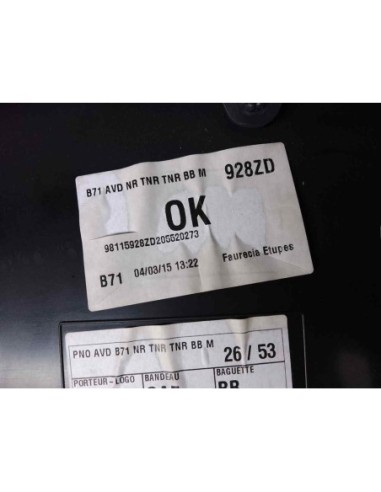 B71 AVD NR TNR TNR BB M 928ZD
OK
98115928ZD205520273
B71 04/03/15 13:22 Faurecia Etupes
PNO AVD B71 NR TNR TNR BB M 26 / 53
PORTEUR - LOGO BANDEAU BAGUETTE
BB